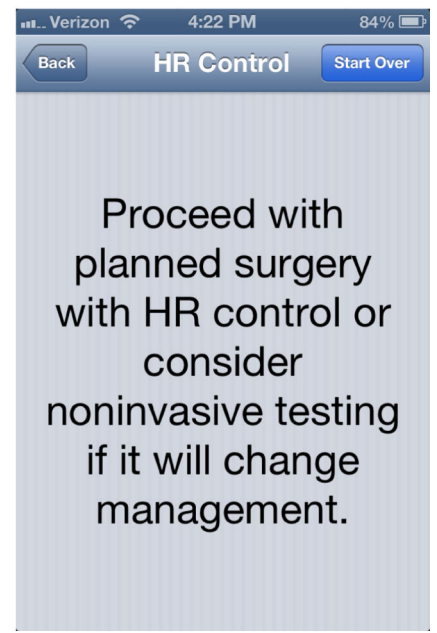 Verizon 4:22 PM 84%
Back HR Control Start Over
Proceed with
planned surgery
with HR control or
consider
noninvasive testing
if it will change
management.